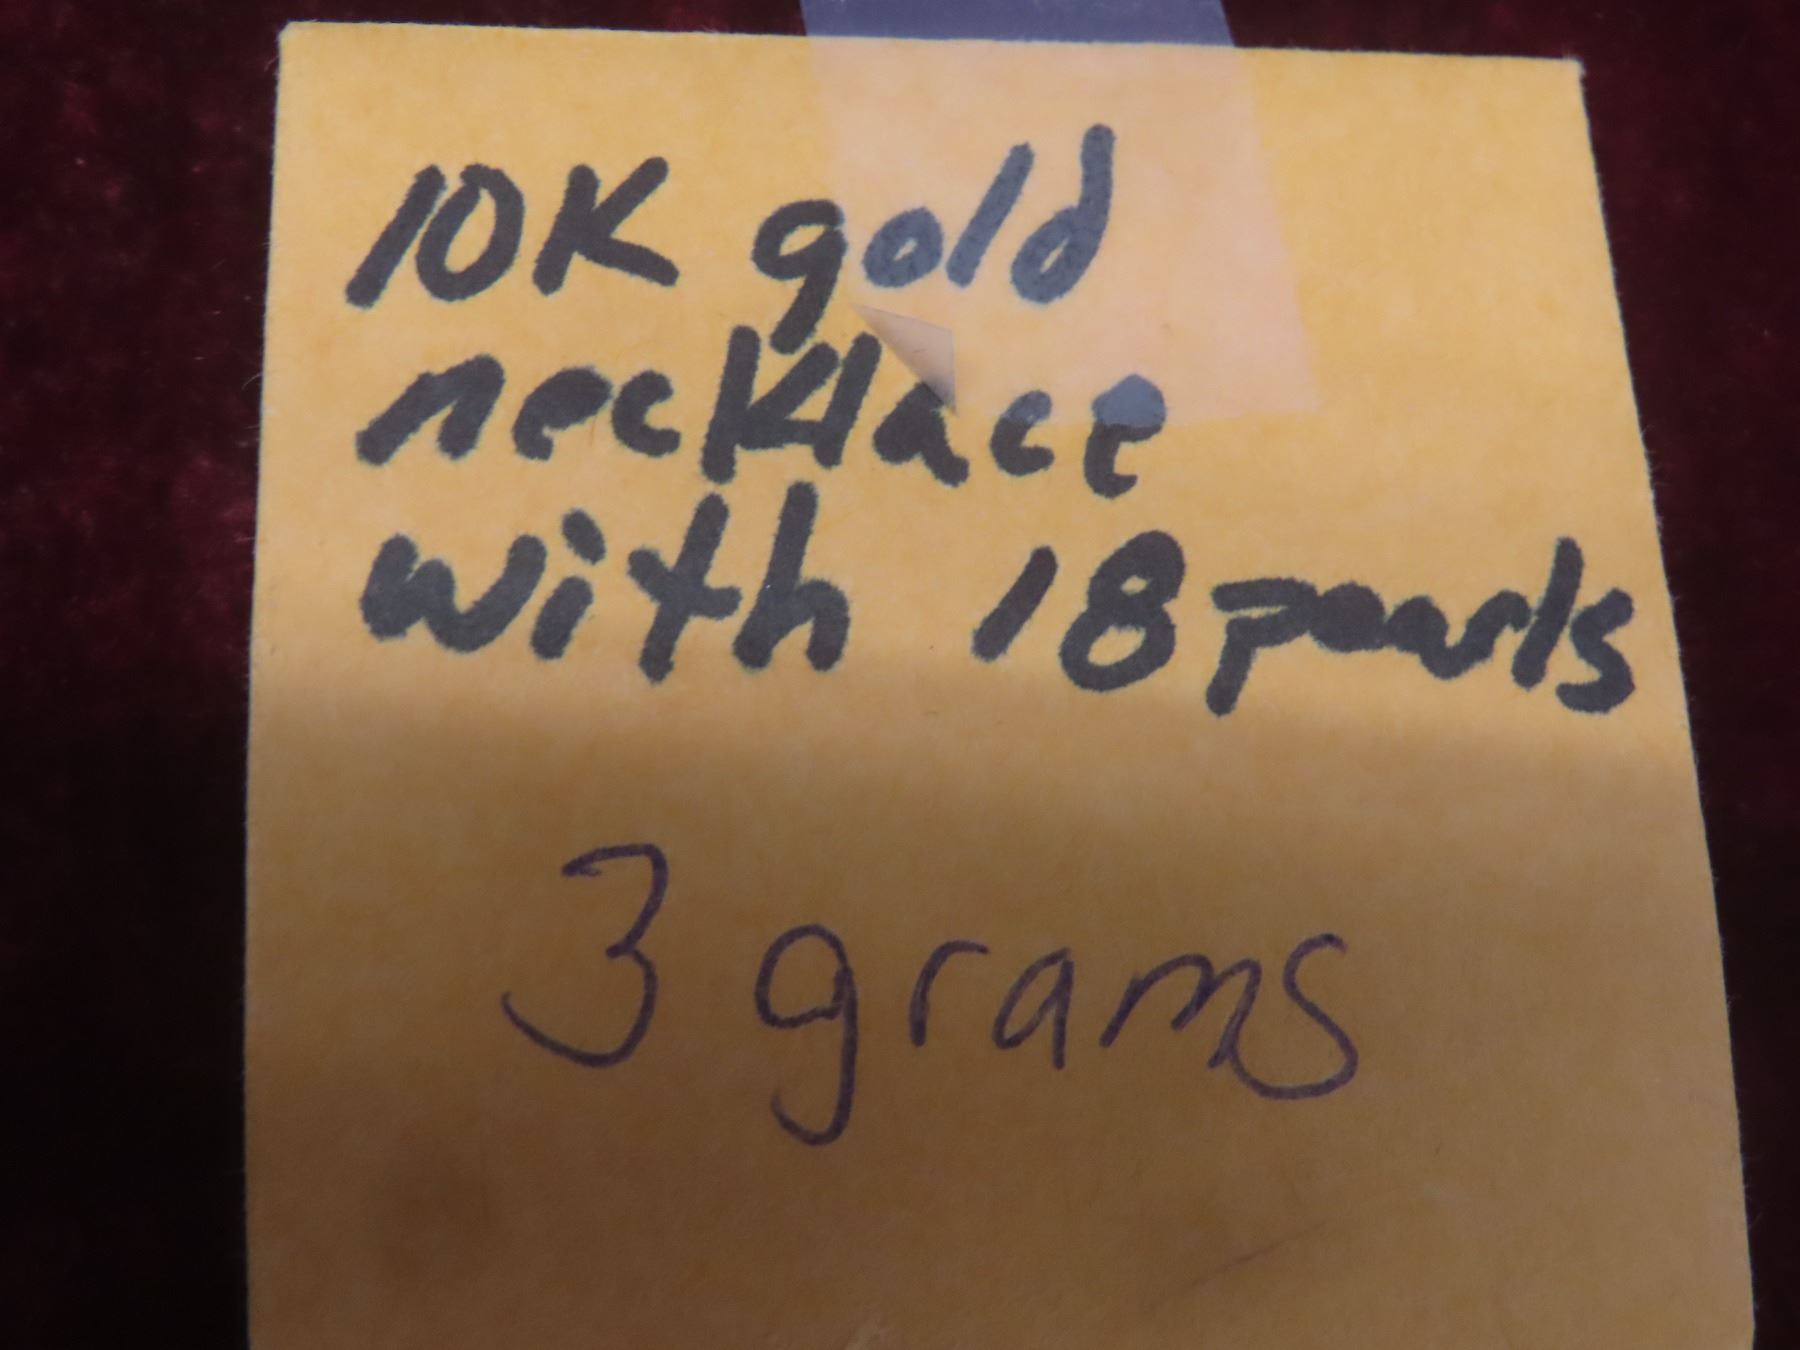 10K gold
necklace
with 18 pearls
3 grams